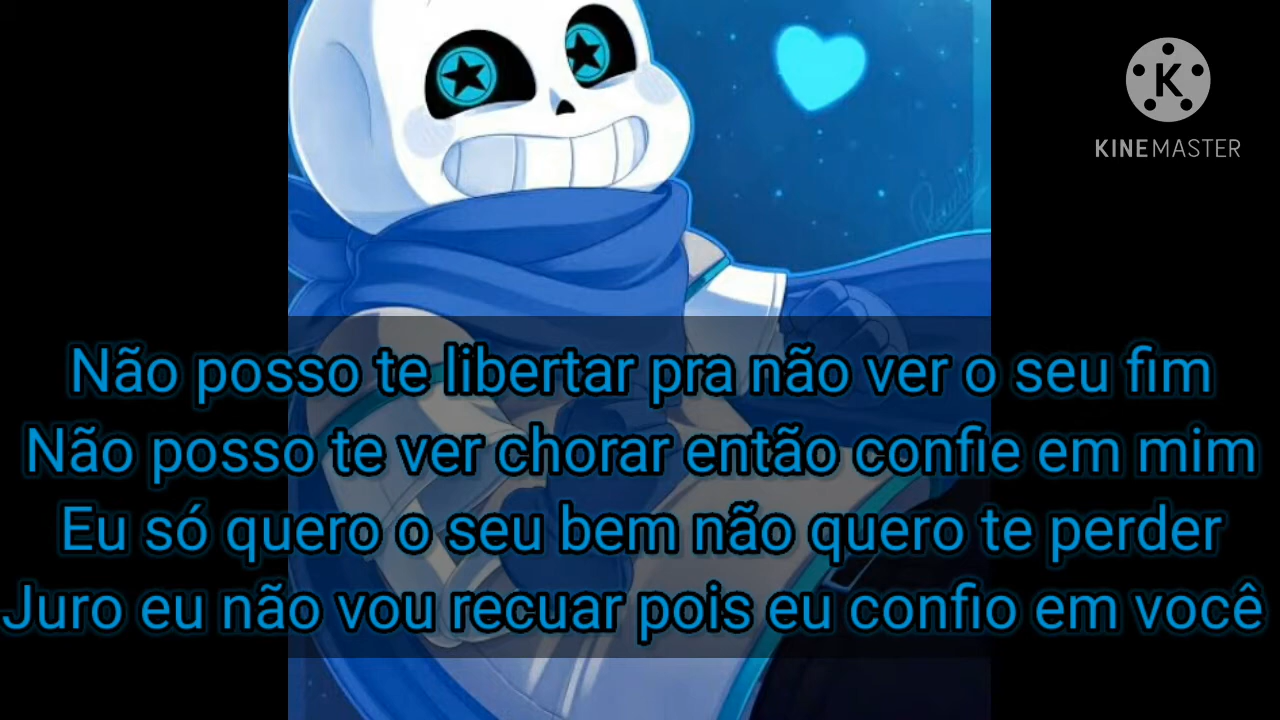 KINEMASTER
Não posso te libertar pra não ver o seu fim
Não posso te ver chorar então confie em mim
Eu só quero o seu bem não quero te perder
Juro eu não vou recuar pois eu confio em você